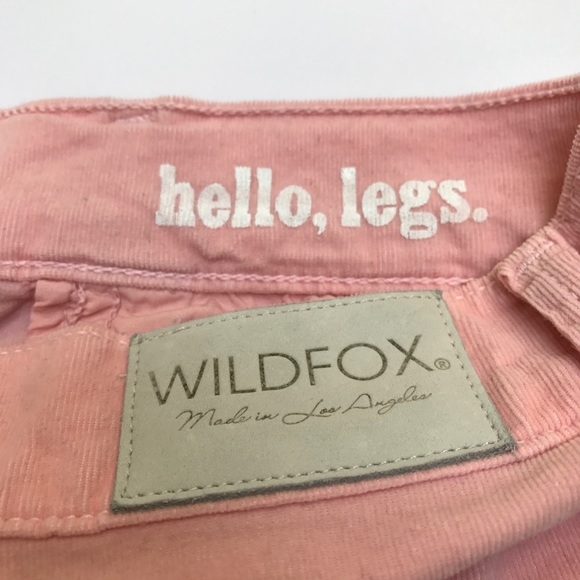 hello, legs.
WILDFOX®
Made in Los Angeles